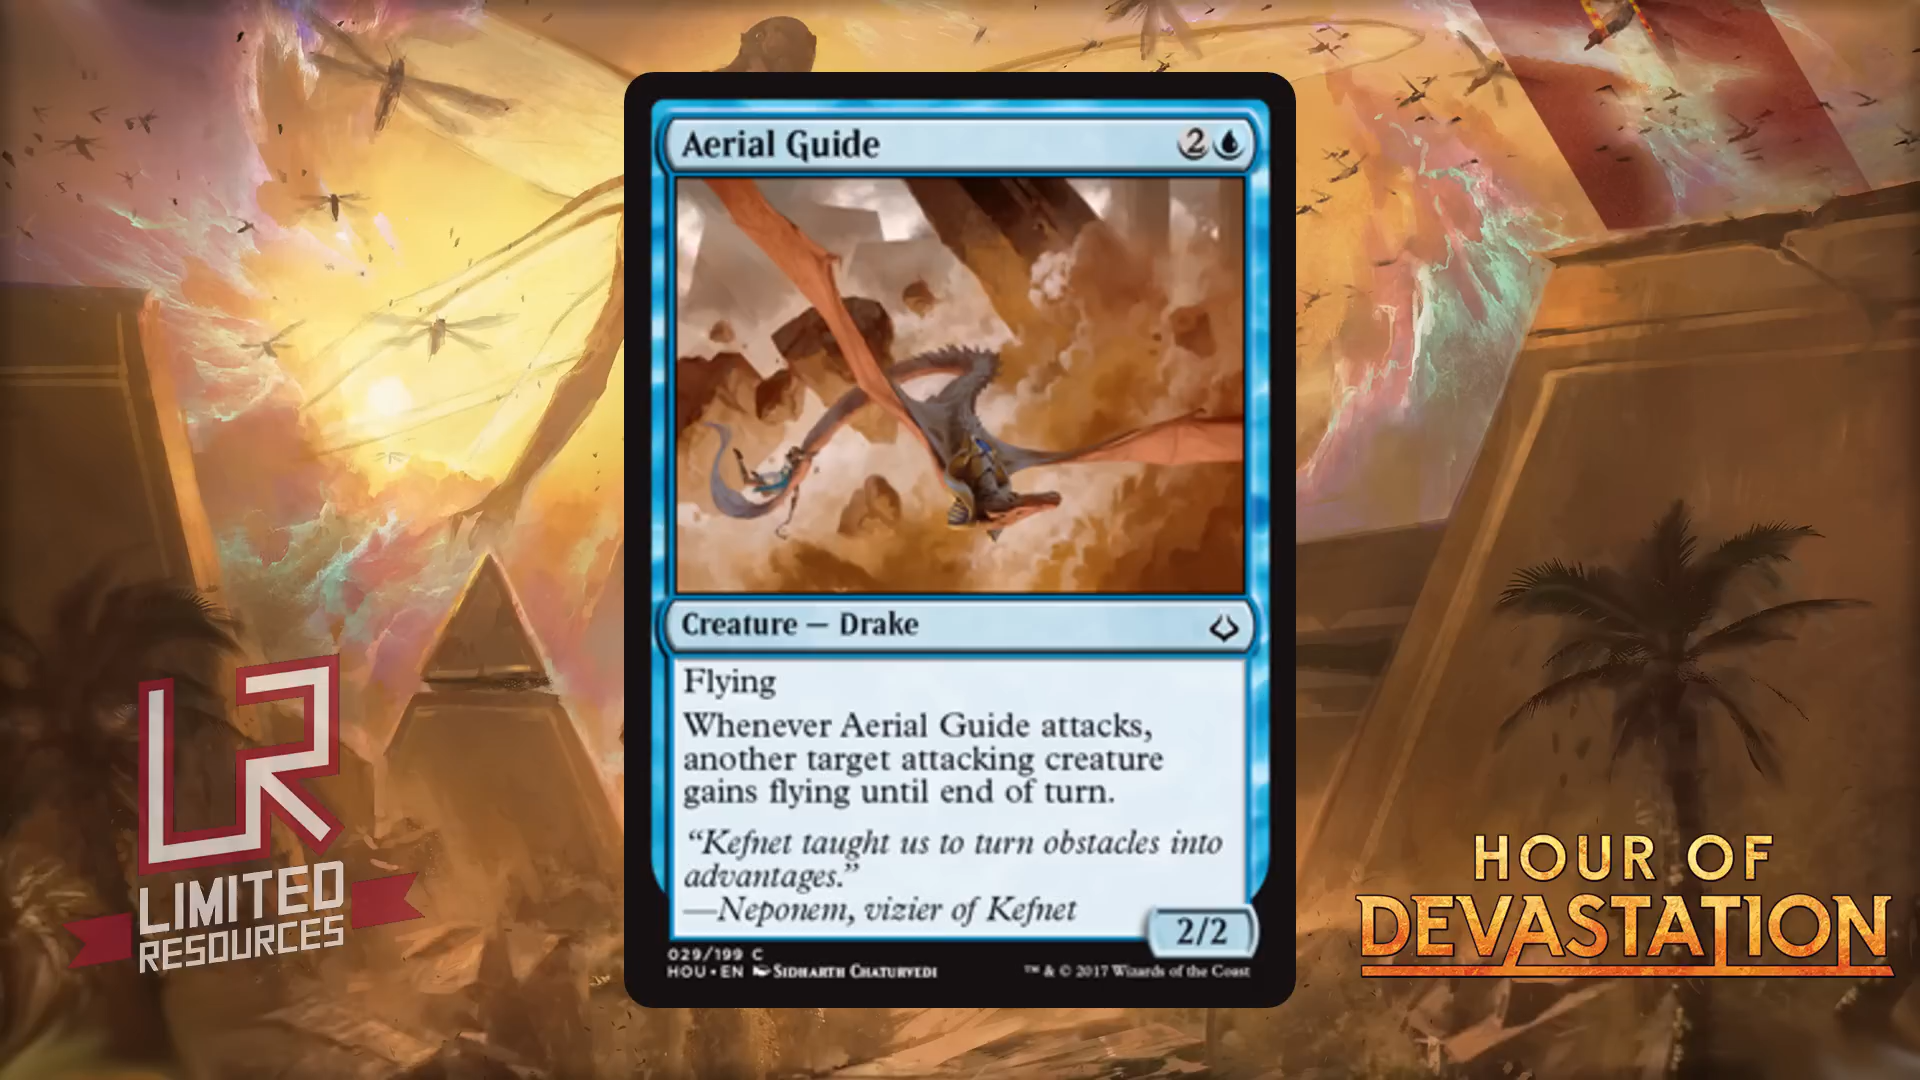 Aerial Guide 2
Creature — Drake
Flying
Whenever Aerial Guide attacks,
another target attacking creature
gains flying until end of turn.
“Kefnet taught us to turn obstacles into
advantages.”
—Neponem, vizier of Kefnet
2/2
029/199 C
HOU • EN Sidharth Chaturvedi
™ & © 2017 Wizards of the Coast
LR
LIMITED
RESOURCES
HOUR OF
DEVASTATION